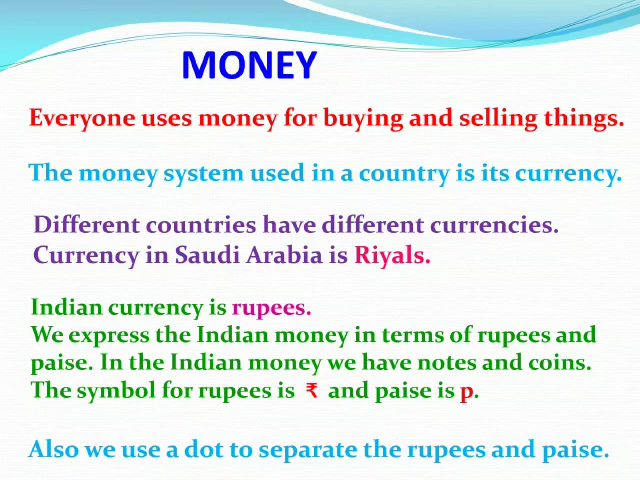 MONEY
Everyone uses money for buying and selling things.
The money system used in a country is its currency.
Different countries have different currencies.
Currency in Saudi Arabia is Riyals.
Indian currency is rupees.
We express the Indian money in terms of rupees and
paise. In the Indian money we have notes and coins.
The symbol for rupees is ₹ and paise is p.
Also we use a dot to separate the rupees and paise.